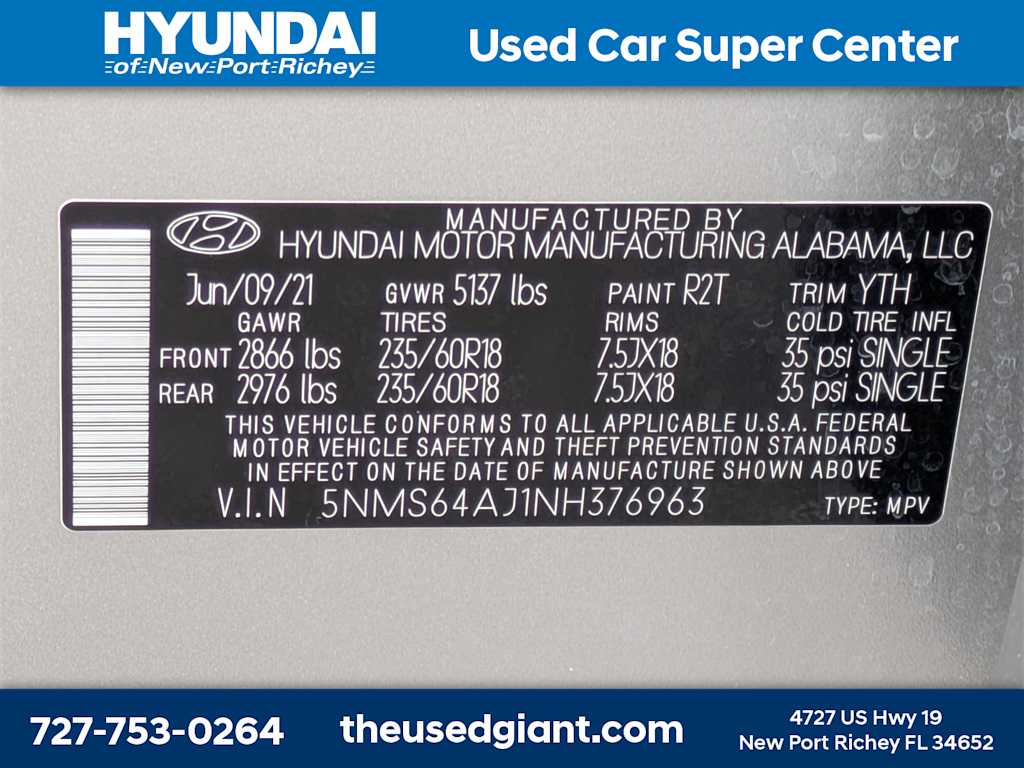 HYUNDAI
of New Port Richey
Used Car Super Center
MANUFACTURED BY
HYUNDAI MOTOR MANUFACTURING ALABAMA, LLC
Jun/09/21 GVWR 5137 lbs PAINT R2T TRIM YTH
GAWR TIRES RIMS COLD TIRE INFL
FRONT 2866 lbs 235/60R18 7.5JX18 35 psi SINGLE
REAR 2976 lbs 235/60R18 7.5JX18 35 psi SINGLE
THIS VEHICLE CONFORMS TO ALL APPLICABLE U.S.A. FEDERAL
MOTOR VEHICLE SAFETY AND THEFT PREVENTION STANDARDS
IN EFFECT ON THE DATE OF MANUFACTURE SHOWN ABOVE
V.I.N 5NMS64AJ1NH376963 TYPE: MPV
727-753-0264
theusedgiant.com
4727 US Hwy 19
New Port Richey FL 34652